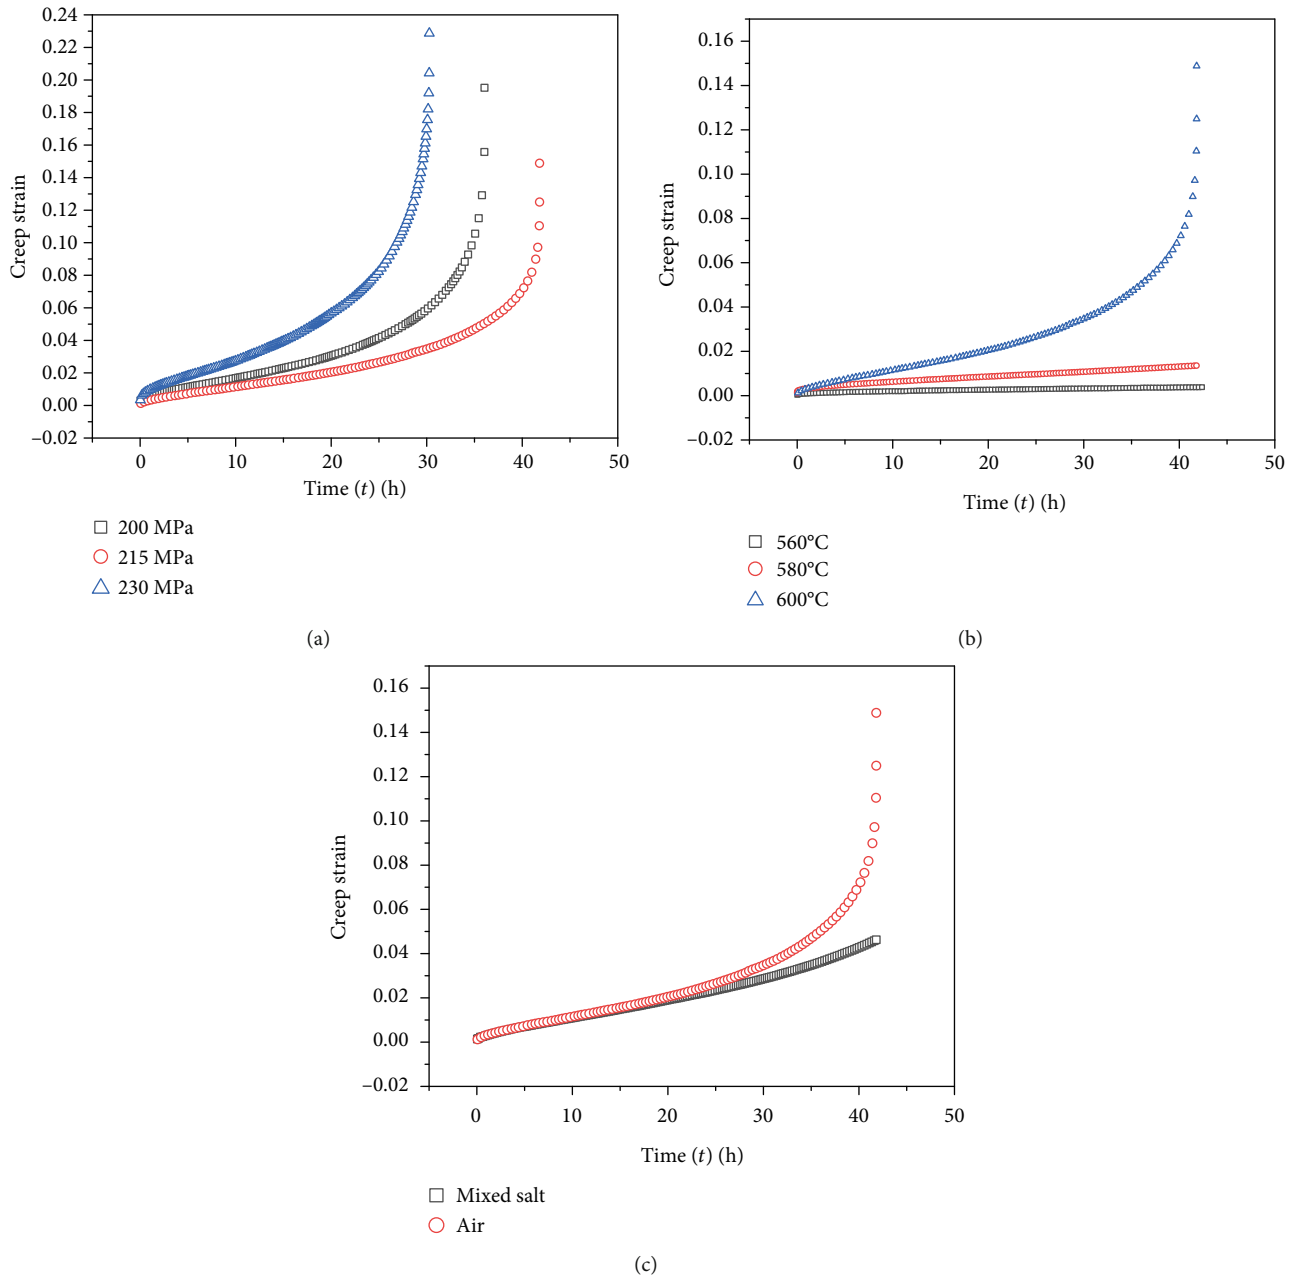 0.24
0.22
0.20
0.18
0.16
0.14
0.12
0.10
0.08
0.06
0.04
0.02
0.00
–0.02
Creep strain
0 10 20 30 40 50
Time (t) (h)
200 MPa
215 MPa
230 MPa
(a)
0.16
0.14
0.12
0.10
0.08
0.06
0.04
0.02
0.00
–0.02
Creep strain
0 10 20 30 40 50
Time (t) (h)
560°C
580°C
600°C
(b)
0.16
0.14
0.12
0.10
0.08
0.06
0.04
0.02
0.00
–0.02
Creep strain
0 10 20 30 40 50
Time (t) (h)
Mixed salt
Air
(c)